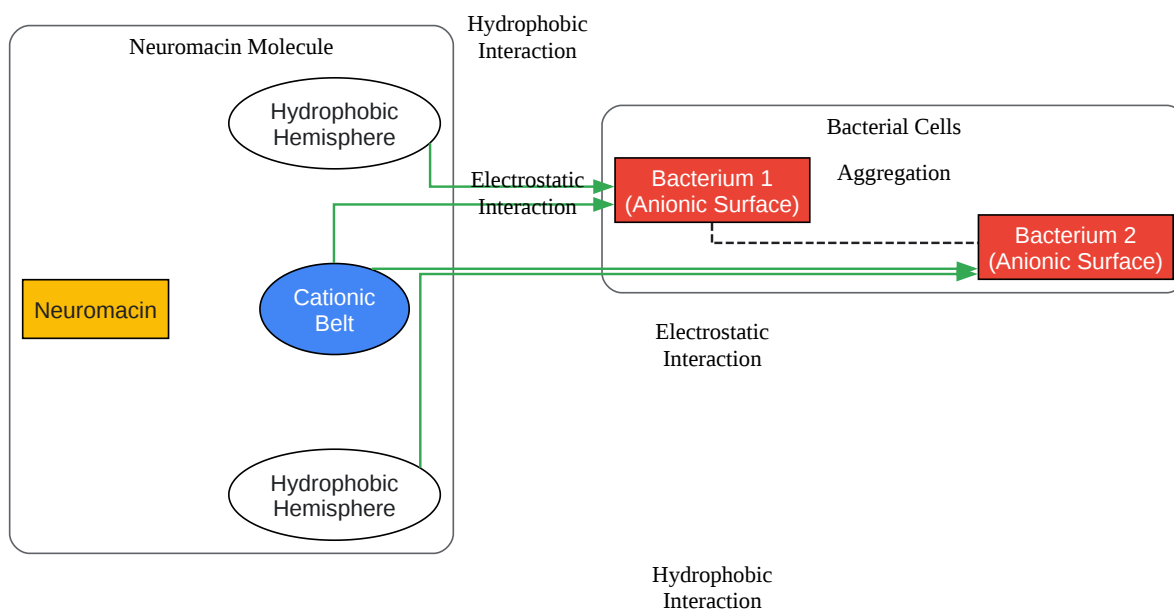 Hydrophobic
Interaction
Neuromacin Molecule
Hydrophobic
Hemisphere
Bacterial Cells
Electrostatic
Interaction
Bacterium 1
(Anionic Surface)
Aggregation
Bacterium 2
(Anionic Surface)
Neuromacin
Cationic
Belt
Electrostatic
Interaction
Hydrophobic
Hemisphere
Hydrophobic
Interaction